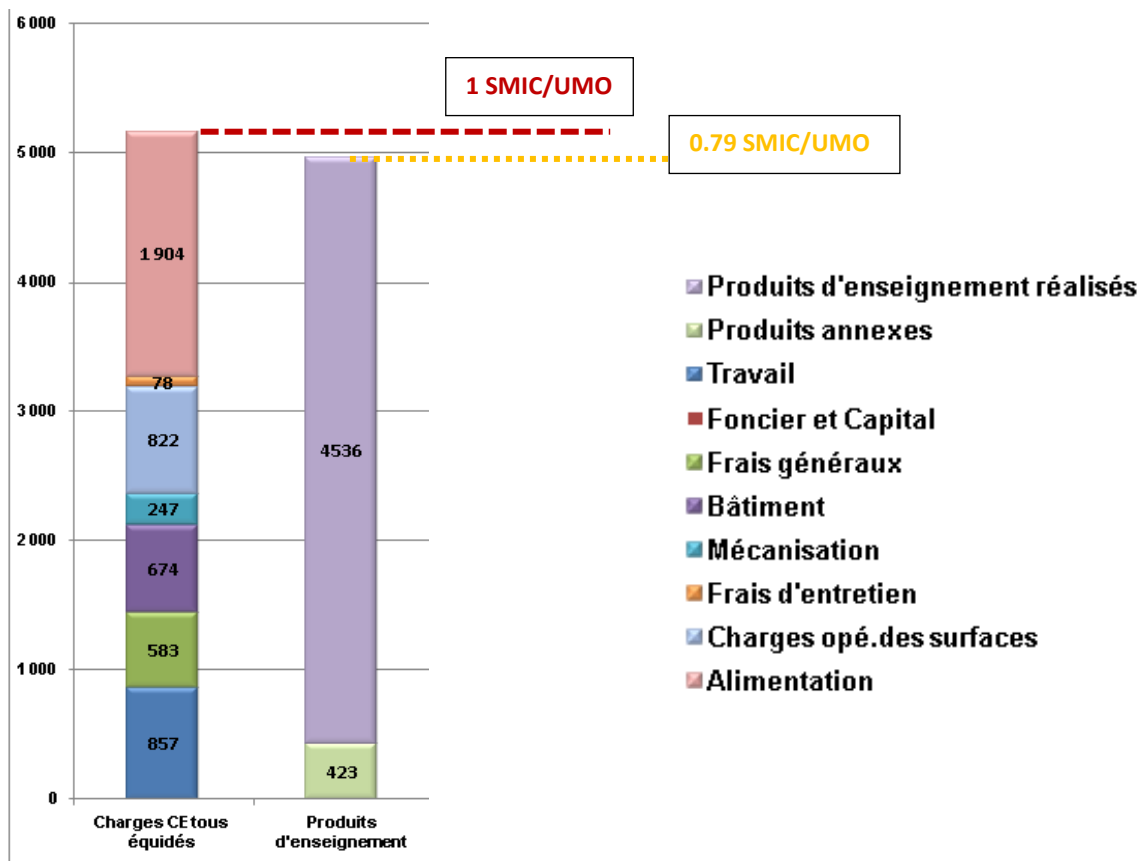 6 000
5 000
4 000
3 000
2 000
1 000
0
1 SMIC/UMO
0.79 SMIC/UMO
1 904
78
822
247
674
583
857
4536
423
Charges CE tous
équidés
Produits
d'enseignement
Produits d'enseignement réalisés
Produits annexes
Travail
Foncier et Capital
Frais généraux
Bâtiment
Mécanisation
Frais d'entretien
Charges opé.des surfaces
Alimentation